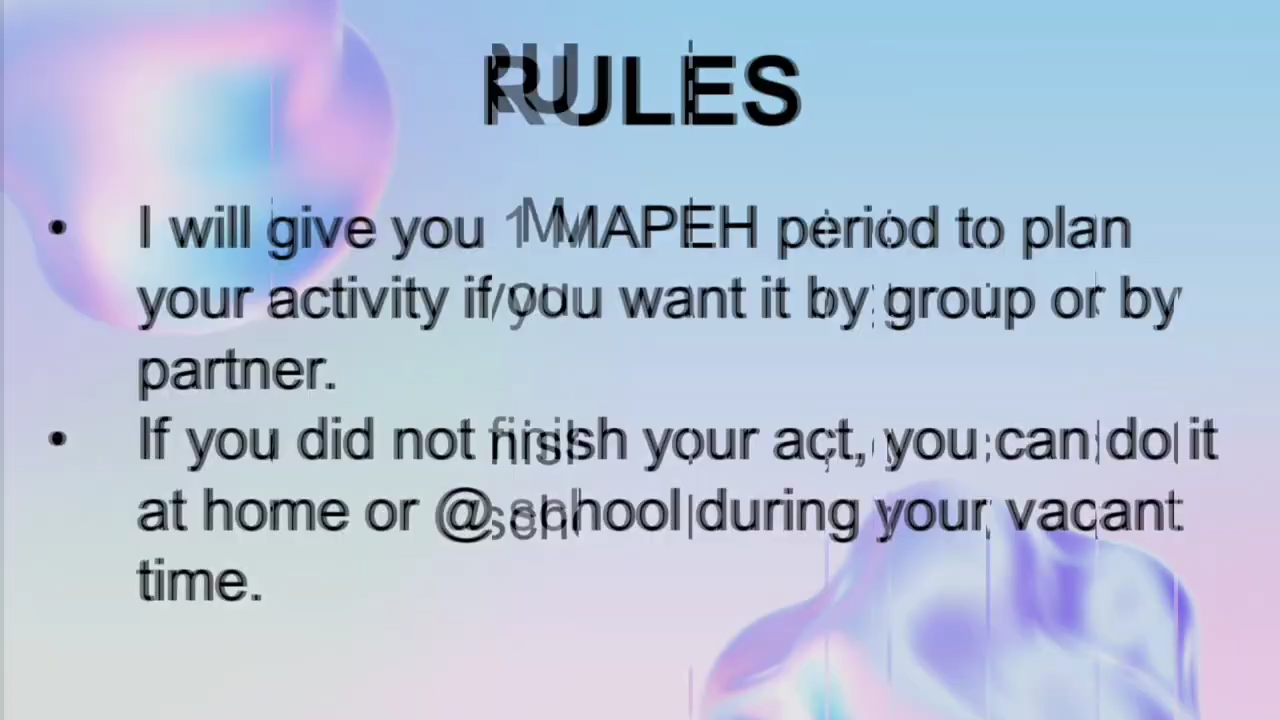 RULES
• I will give you 1 MAPEH period to plan
your activity if you want it by group or by
partner.
• If you did not finish your act, you can do it
at home or @ school during your vacant
time.